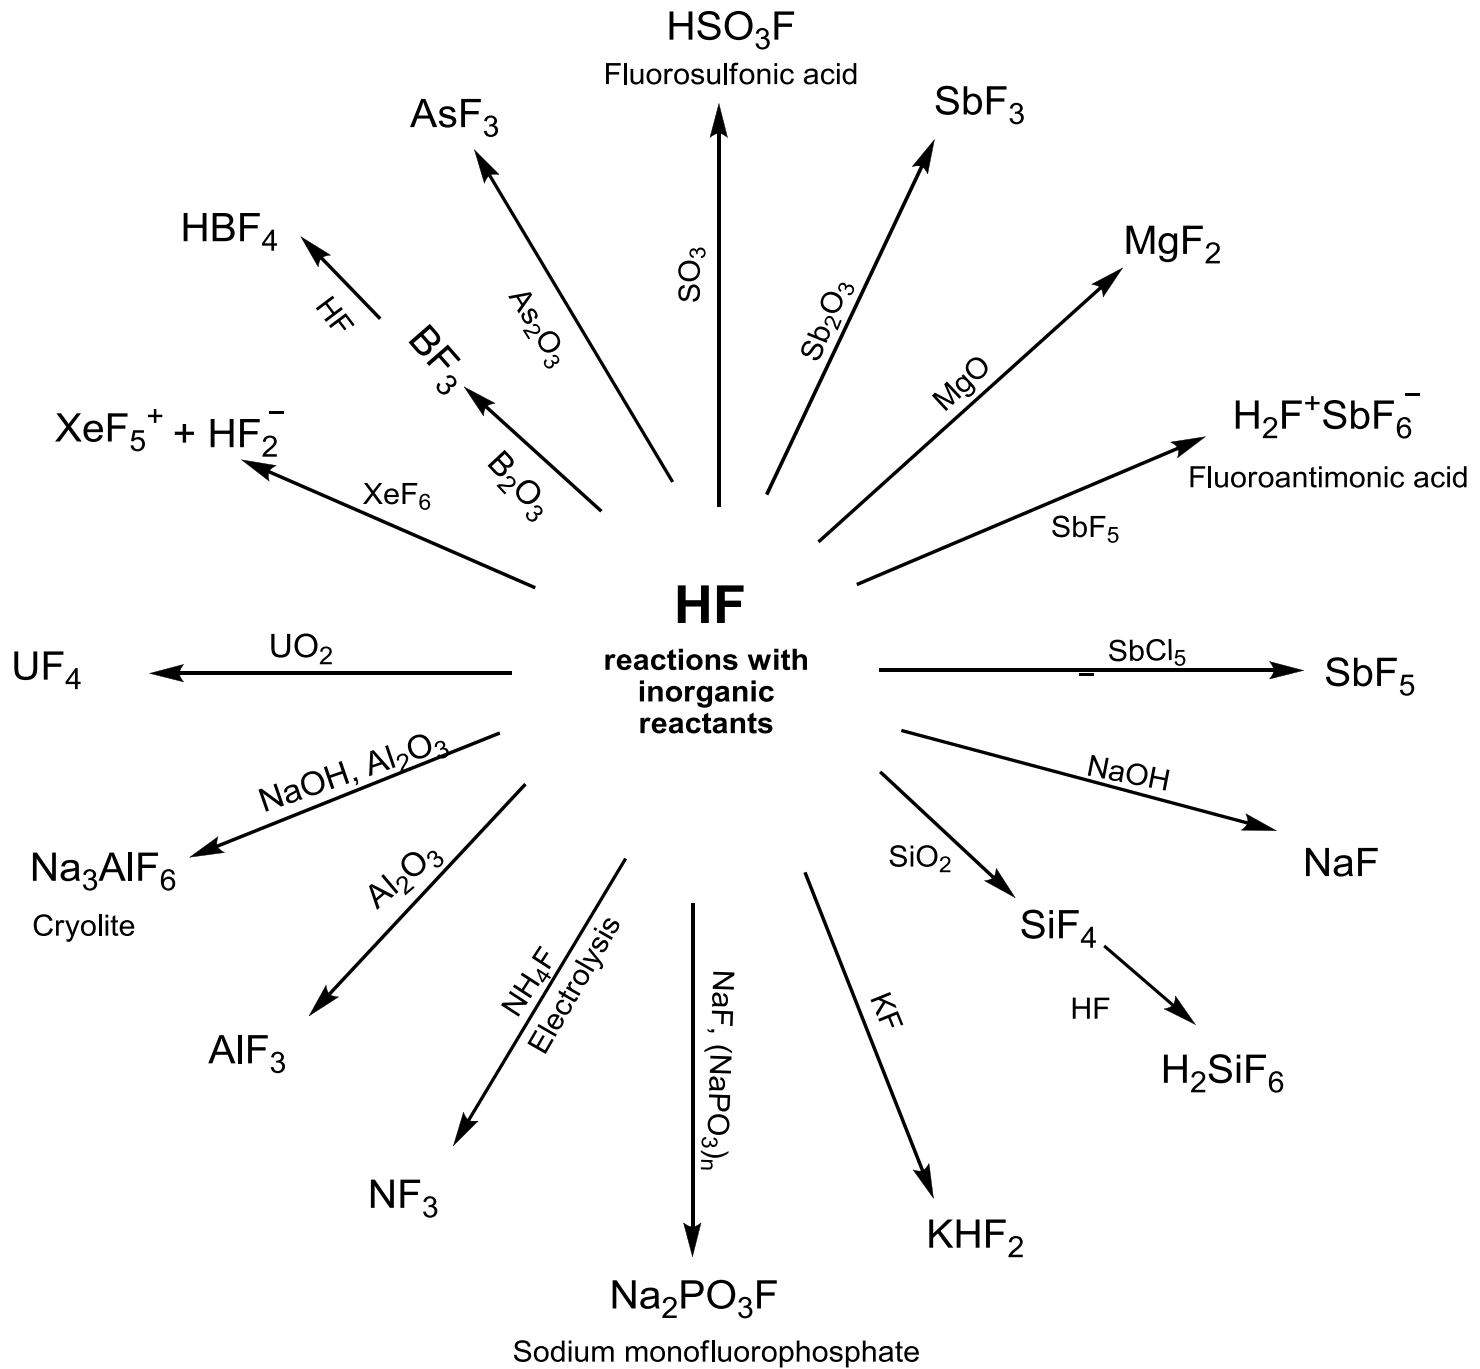 HSO₃F
Fluorosulfonic acid
AsF₃
SbF₃
HBF₄
MgF₂
SO₃
As₂O₃
Sb₂O₃
HF
BF₃
MgO
XeF₅⁺ + HF₂⁻
H₂F⁺SbF₆⁻
Fluoroantimonic acid
XeF₆
B₂O₃
SbF₅
HF
reactions with
inorganic
reactants
UF₄
UO₂
SbCl₅
SbF₅
NaOH, Al₂O₃
NaOH
Na₃AlF₆
Cryolite
Al₂O₃
SiO₂
NaF
SiF₄
NH₄F
Electrolysis
NaF, (NaPO₃)ₙ
KF
HF
AlF₃
H₂SiF₆
NF₃
KHF₂
Na₂PO₃F
Sodium monofluorophosphate